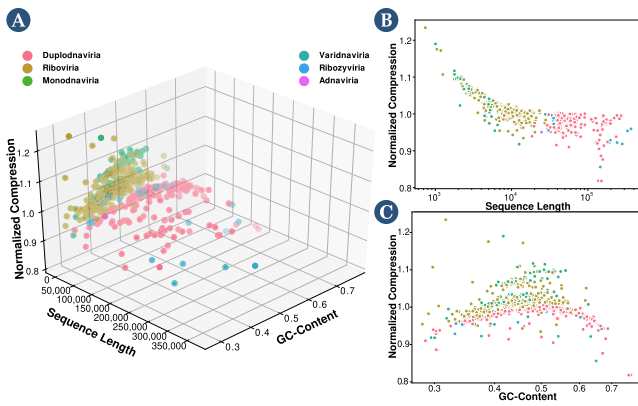 A
Duplodnaviria
Riboviria
Monodnaviria
Varidnaviria
Ribozyviria
Adnaviria
Normalized Compression
1.2
1.1
1.0
0.9
0.8
0
50,000
100,000
150,000
200,000
250,000
300,000
350,000
Sequence Length
0.3
0.4
0.5
0.6
0.7
GC-Content
B
Normalized Compression
1.2
1.1
1.0
0.9
0.8
10³
10⁴
10⁵
Sequence Length
C
Normalized Compression
1.2
1.1
1.0
0.9
0.8
0.3
0.4
0.5
0.6
0.7
GC-Content